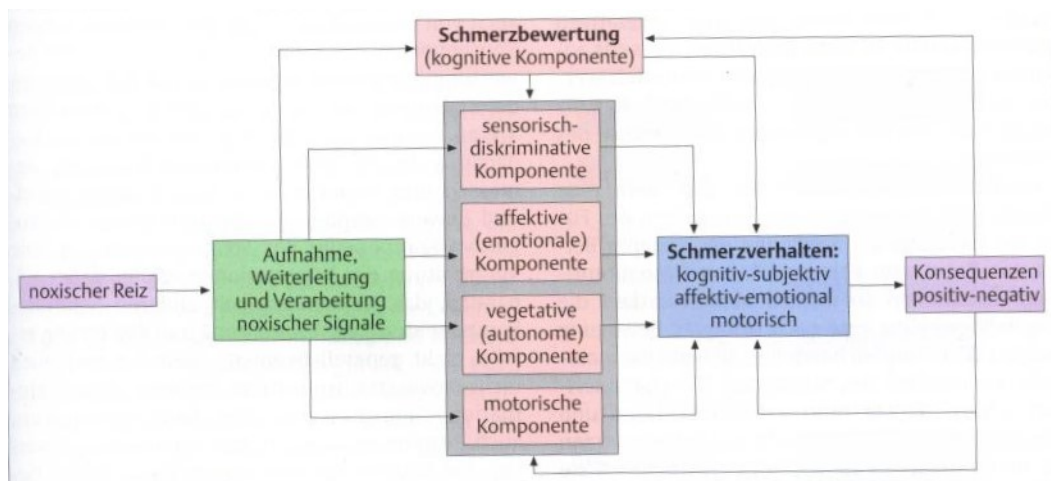 Schmerzbewertung
(kognitive Komponente)
sensorisch-
diskriminative
Komponente
affektive
(emotionale)
Komponente
vegetative
(autonome)
Komponente
motorische
Komponente
noxischer Reiz
Aufnahme,
Weiterleitung
und Verarbeitung
noxischer Signale
Schmerzverhalten:
kognitiv-subjektiv
affektiv-emotional
motorisch
Konsequenzen
positiv-negativ